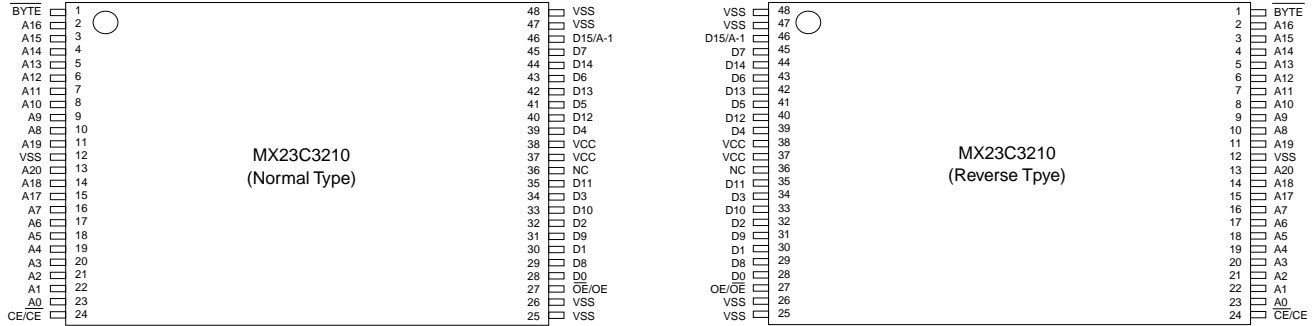 BYTE 1 48 VSS
A16 2 47 VSS
A15 3 46 D15/A-1
A14 4 45 D7
A13 5 44 D14
A12 6 43 D6
A11 7 42 D13
A10 8 41 D5
A9 9 40 D12
A8 10 39 D4
A19 11 38 VCC
VSS 12 37 VCC
A20 13 36 NC
A18 14 35 D11
A17 15 34 D3
A7 16 33 D10
A6 17 32 D2
A5 18 31 D9
A4 19 30 D1
A3 20 29 D8
A2 21 28 D0
A1 22 27 OE/OE
A0 23 26 VSS
CE/CE 24 25 VSS
MX23C3210
(Normal Type)
VSS 48 1 BYTE
VSS 47 2 A16
D15/A-1 46 3 A15
D7 45 4 A14
D14 44 5 A13
D6 43 6 A12
D13 42 7 A11
D5 41 8 A10
D12 40 9 A9
D4 39 10 A8
VCC 38 11 A19
VCC 37 12 VSS
NC 36 13 A20
D11 35 14 A18
D3 34 15 A17
D10 33 16 A7
D2 32 17 A6
D9 31 18 A5
D1 30 19 A4
D8 29 20 A3
D0 28 21 A2
OE/OE 27 22 A1
VSS 26 23 A0
VSS 25 24 CE/CE
MX23C3210
(Reverse Tpye)